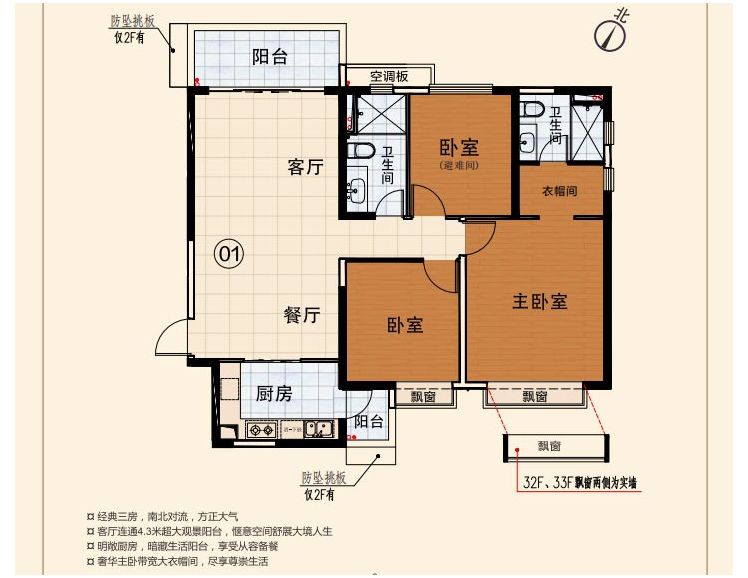 防坠挑板
仅2F有
北
阳台
空调板
卫生间
卧室
(避难间)
卫生间
客厅
衣帽间
01
主卧室
餐厅
卧室
厨房
飘窗
飘窗
阳台
飘窗
防坠挑板
仅2F有
32F、33F飘窗两侧为实墙
¤ 经典三房，南北对流，方正大气
¤ 客厅连通4.3米超大观景阳台，惬意空间舒展大境人生
¤ 明敞厨房，暗藏生活阳台，享受从容备餐
¤ 奢华主卧带宽大衣帽间，尽享尊崇生活